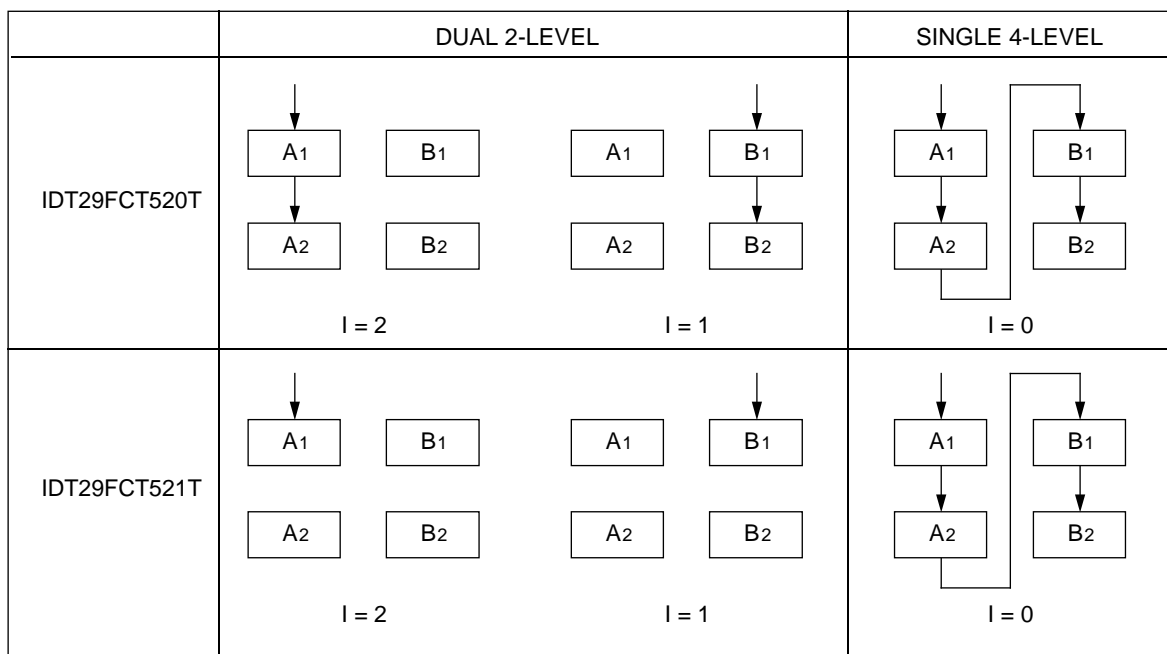 DUAL 2-LEVEL SINGLE 4-LEVEL
A1 B1 A1 B1 A1 B1
IDT29FCT520T
A2 B2 A2 B2 A2 B2
I = 2 I = 1 I = 0
A1 B1 A1 B1 A1 B1
IDT29FCT521T
A2 B2 A2 B2 A2 B2
I = 2 I = 1 I = 0